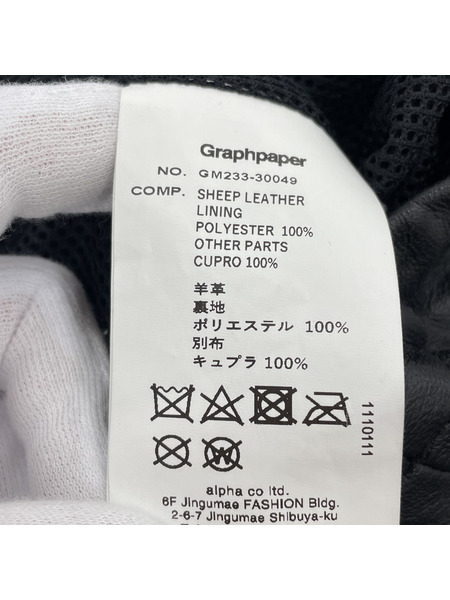 Graphpaper
NO. GM233-30049
COMP. SHEEP LEATHER
LINING
POLYESTER 100%
OTHER PARTS
CUPRO 100%
羊革
裏地
ポリエステル 100%
別布
キュプラ 100%
W
1110111
alpha co ltd.
6F Jingumae FASHION Bldg.
2-6-7 Jingumae Shibuya-ku